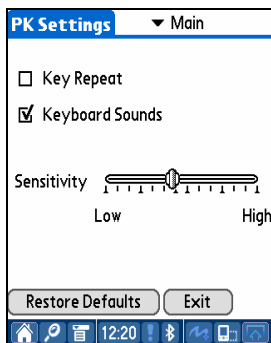 PK Settings Main
Key Repeat
Keyboard Sounds
Sensitivity
Low High
Restore Defaults Exit
12:20